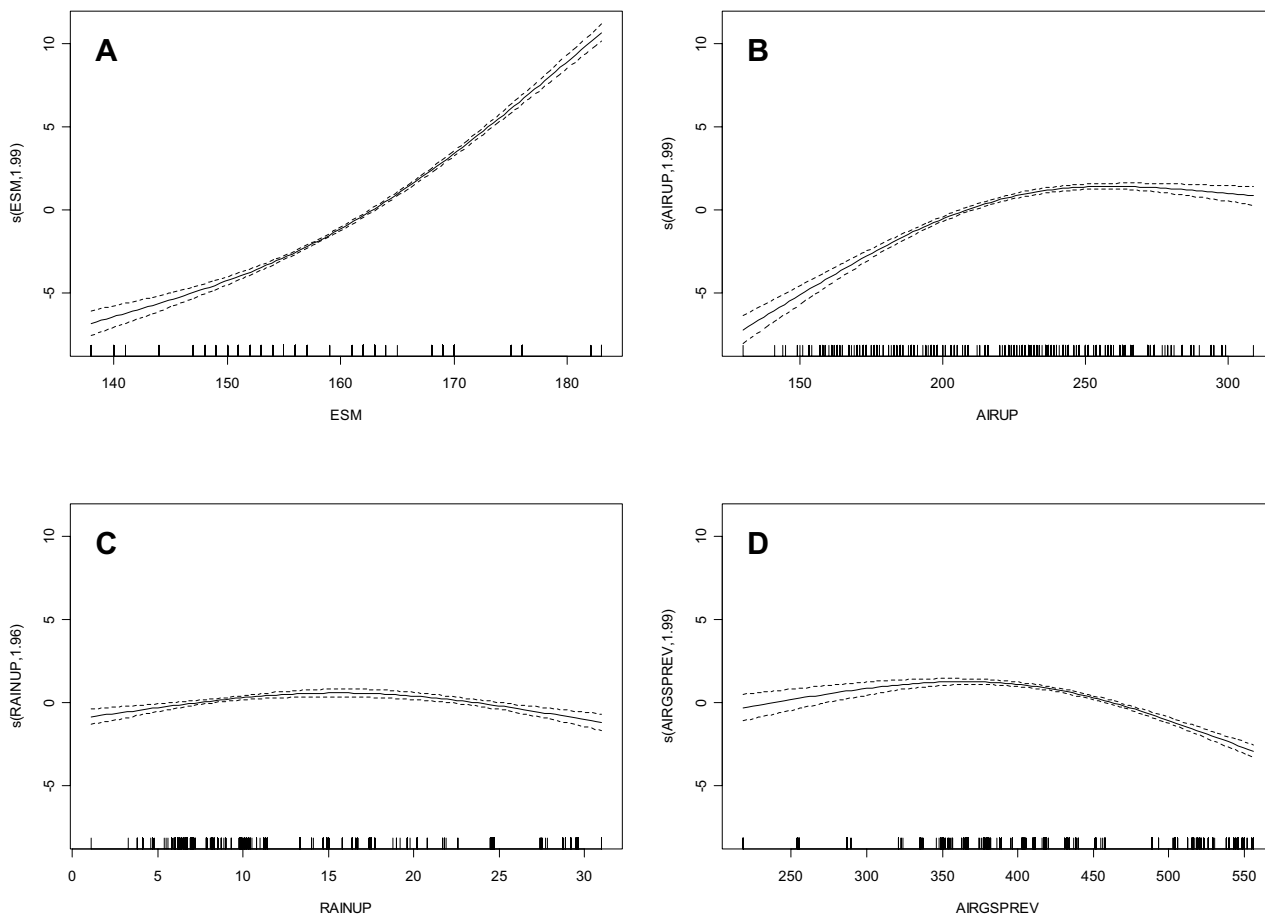 A
s(ESM,1.99)
10
5
0
-5
140 150 160 170 180
ESM
B
s(AIRUP,1.99)
10
5
0
-5
150 200 250 300
AIRUP
C
s(RAINUP,1.96)
10
5
0
-5
0 5 10 15 20 25 30
RAINUP
D
s(AIRGSPREV,1.99)
10
5
0
-5
250 300 350 400 450 500 550
AIRGSPREV